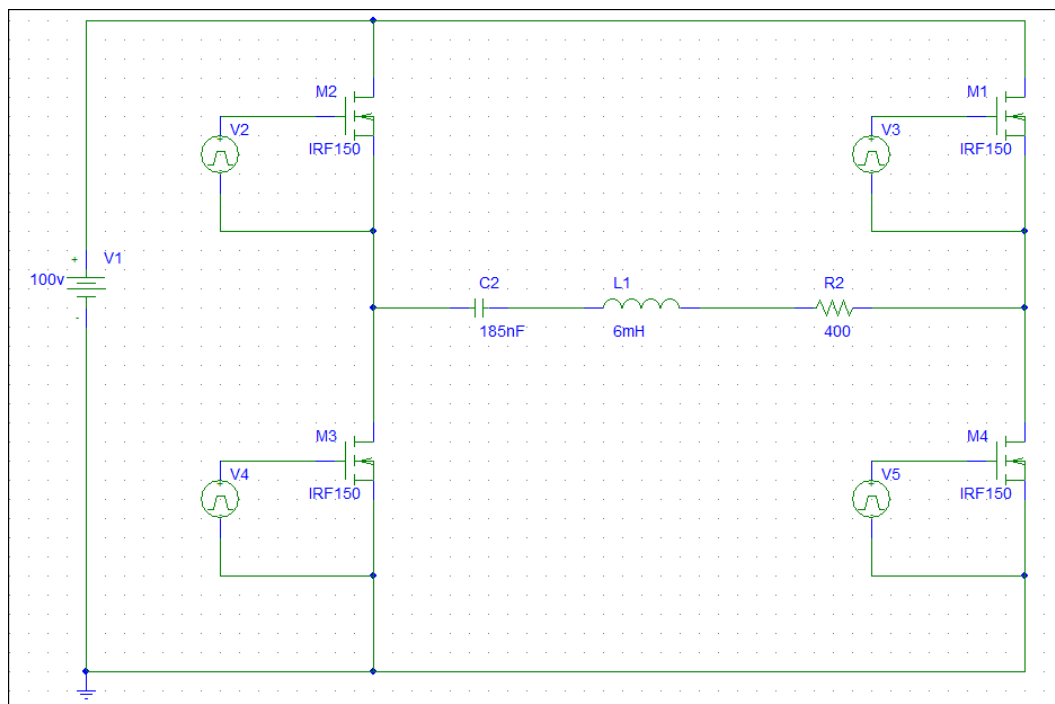 M2
V2
IRF150
M1
V3
IRF150
+
V1
100v
-
C2
185nF
L1
6mH
R2
400
M3
V4
IRF150
M4
V5
IRF150